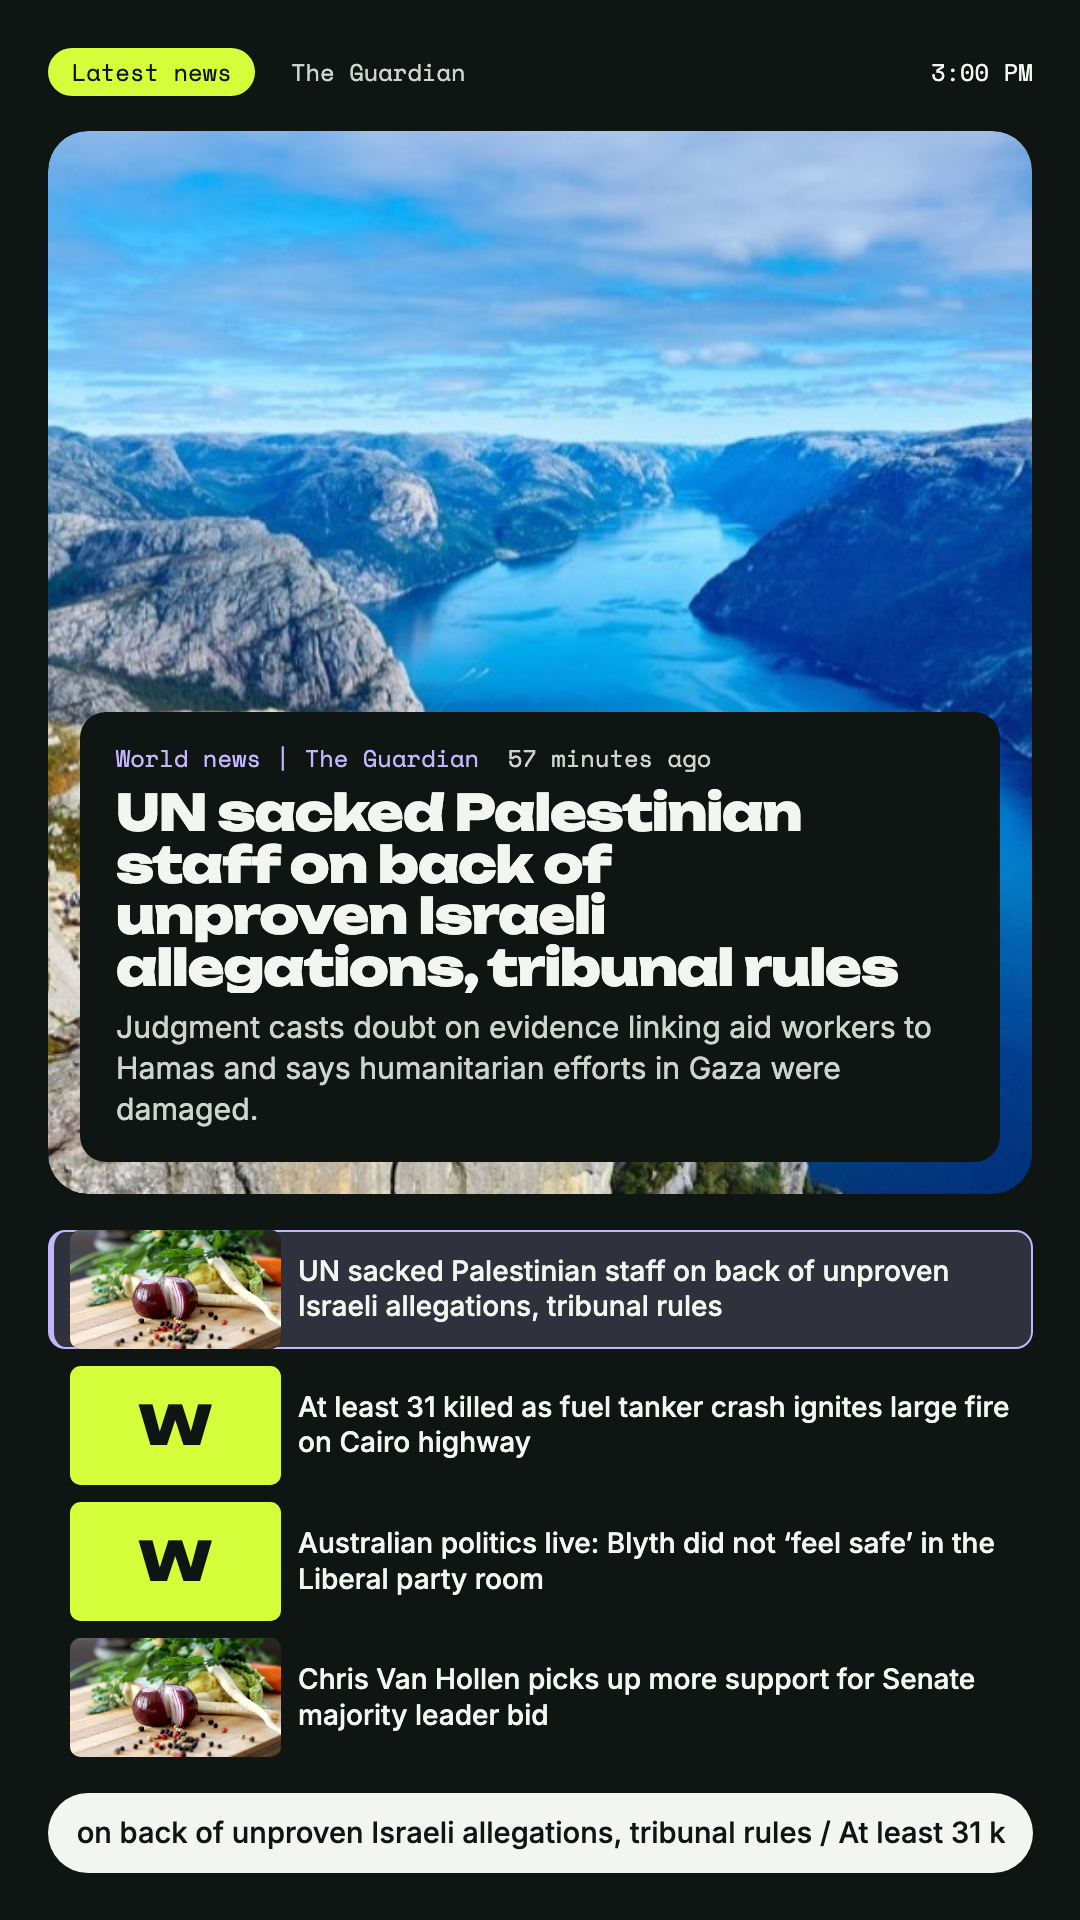 Latest news
The Guardian
3:00 PM
World news | The Guardian 57 minutes ago
UN sacked Palestinian
staff on back of
unproven Israeli
allegations, tribunal rules
Judgment casts doubt on evidence linking aid workers to
Hamas and says humanitarian efforts in Gaza were
damaged.
UN sacked Palestinian staff on back of unproven
Israeli allegations, tribunal rules
W
At least 31 killed as fuel tanker crash ignites large fire
on Cairo highway
W
Australian politics live: Blyth did not ‘feel safe’ in the
Liberal party room
Chris Van Hollen picks up more support for Senate
majority leader bid
on back of unproven Israeli allegations, tribunal rules / At least 31 k